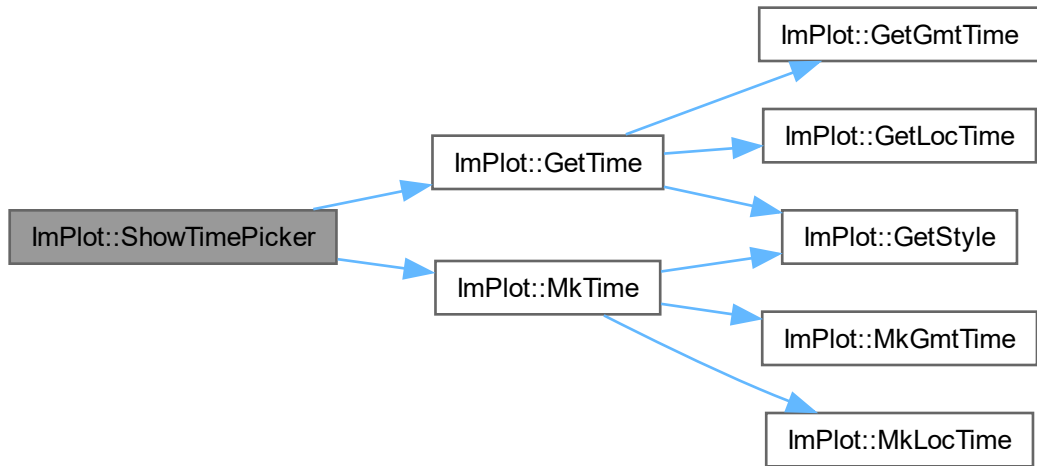 ImPlot::ShowTimePicker
ImPlot::GetTime
ImPlot::MkTime
ImPlot::GetGmtTime
ImPlot::GetLocTime
ImPlot::GetStyle
ImPlot::MkGmtTime
ImPlot::MkLocTime